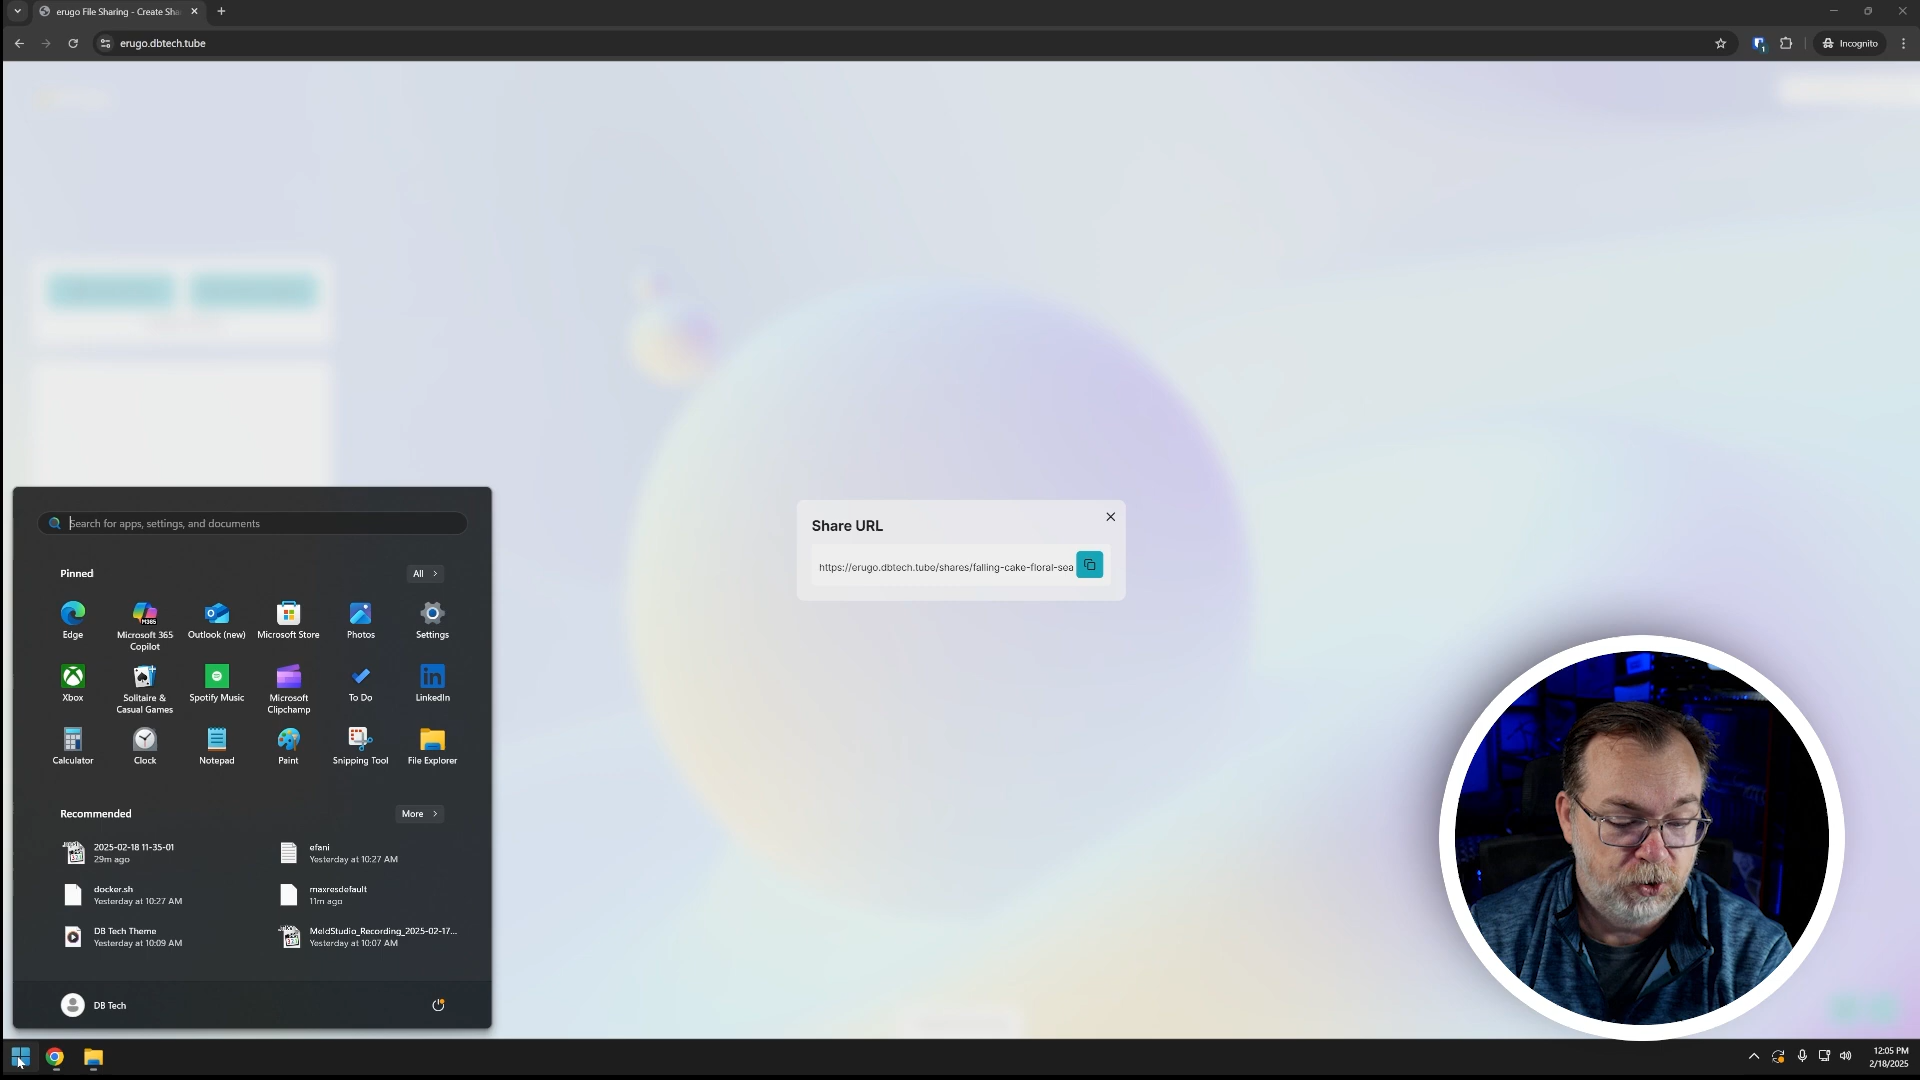 erugo File Sharing - Create Sha
erugo.dbtech.tube
Incognito
Share URL
https://erugo.dbtech.tube/shares/falling-cake-floral-sea
Search for apps, settings, and documents
Pinned
All
Edge
Microsoft 365 Copilot
Outlook (new)
Microsoft Store
Photos
Settings
Xbox
Solitaire & Casual Games
Spotify Music
Microsoft Clipchamp
To Do
LinkedIn
Calculator
Clock
Notepad
Paint
Snipping Tool
File Explorer
Recommended
More
2025-02-18 11-35-01
29m ago
efani
Yesterday at 10:27 AM
docker.sh
Yesterday at 10:27 AM
maxresdefault
11m ago
DB Tech Theme
Yesterday at 10:09 AM
MeldStudio_Recording_2025-02-17...
Yesterday at 10:07 AM
DB Tech
12:05 PM
2/18/2025